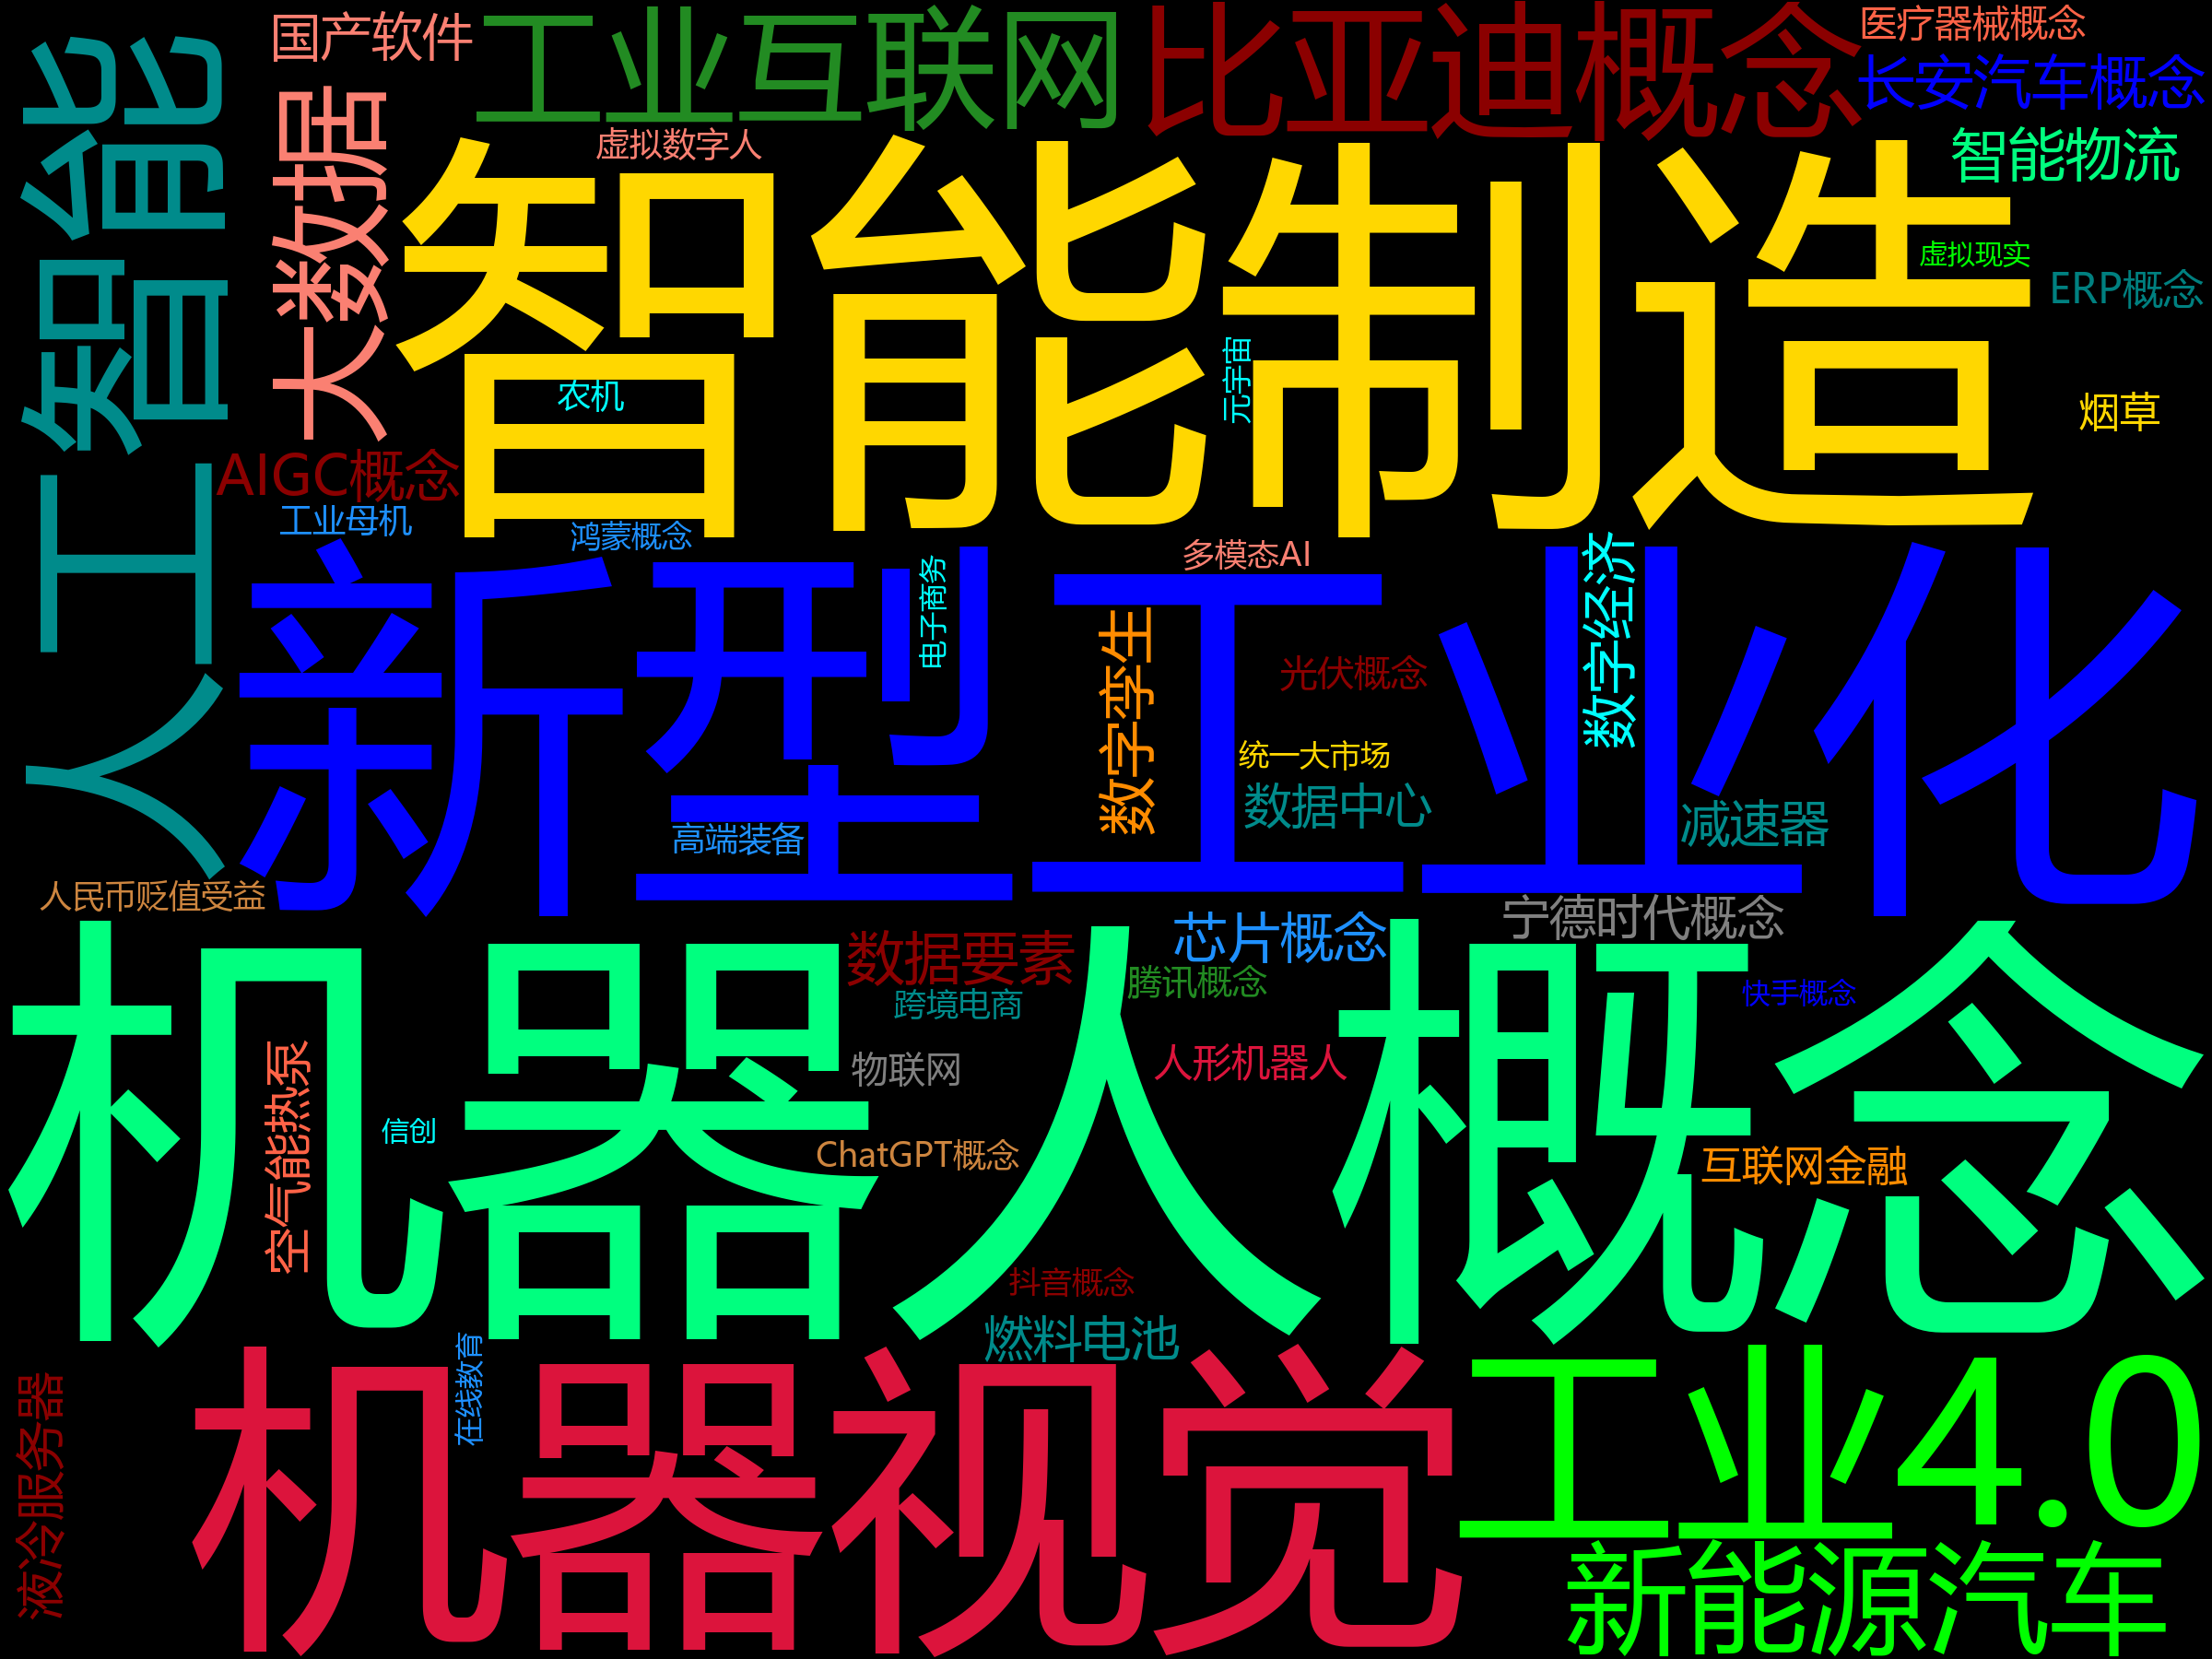 国产软件
工业互联网
比亚迪概念
医疗器械概念
长安汽车概念
人工智能
大数据
虚拟数字人
智能物流
智能制造
虚拟现实
ERP概念
元宇宙
农机
烟草
AIGC概念
工业母机
鸿蒙概念
多模态AI
电子商务
数字经济
新型工业化
数字孪生
光伏概念
统一大市场
数据中心
减速器
高端装备
人民币贬值受益
宁德时代概念
芯片概念
数据要素
腾讯概念
跨境电商
快手概念
机器人概念
物联网
人形机器人
空气能热泵
信创
ChatGPT概念
互联网金融
抖音概念
燃料电池
在线教育
液冷服务器
机器视觉
工业4.0
新能源汽车